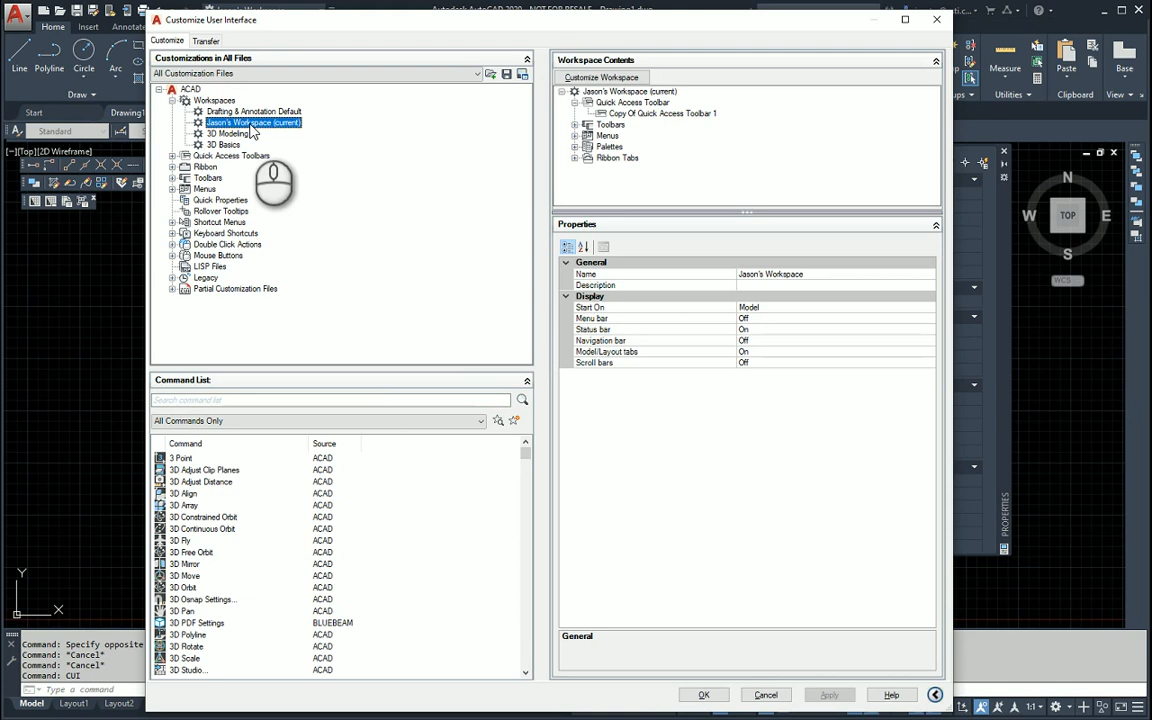 Customize User Interface
Home Insert Annotate
Line Polyline Circle Arc
Draw
Start Drawing1
Standard
[−][Top][2D Wireframe]
Customize Transfer
Customizations in All Files
All Customization Files
ACAD
Workspaces
Drafting & Annotation Default
Jason's Workspace (current)
3D Modeling
3D Basics
Quick Access Toolbars
Ribbon
Toolbars
Menus
Quick Properties
Rollover Tooltips
Shortcut Menus
Keyboard Shortcuts
Double Click Actions
Mouse Buttons
LISP Files
Legacy
Partial Customization Files
Command List:
Search command list
All Commands Only
Command Source
3 Point ACAD
3D Adjust Clip Planes ACAD
3D Adjust Distance ACAD
3D Align ACAD
3D Array ACAD
3D Constrained Orbit ACAD
3D Continuous Orbit ACAD
3D Fly ACAD
3D Free Orbit ACAD
3D Mirror ACAD
3D Move ACAD
3D Orbit ACAD
3D Osnap Settings... ACAD
3D Pan ACAD
3D PDF Settings BLUEBEAM
3D Polyline ACAD
3D Rotate ACAD
3D Scale ACAD
3D Studio... ACAD
Workspace Contents
Customize Workspace
Jason's Workspace (current)
Quick Access Toolbar
Copy Of Quick Access Toolbar 1
Toolbars
Menus
Palettes
Ribbon Tabs
Properties
General
Name Jason's Workspace
Description
Display
Start On Model
Menu bar Off
Status bar On
Navigation bar Off
Model/Layout tabs On
Scroll bars Off
General
OK Cancel Apply Help
Measure Paste Base
Utilities Clipboard View
N
W TOP E
S
WCS
PROPERTIES
Y
X
Command: Specify opposite
Command: *Cancel*
Command: *Cancel*
Command: CUI
Type a command
Model Layout1 Layout2
1:1